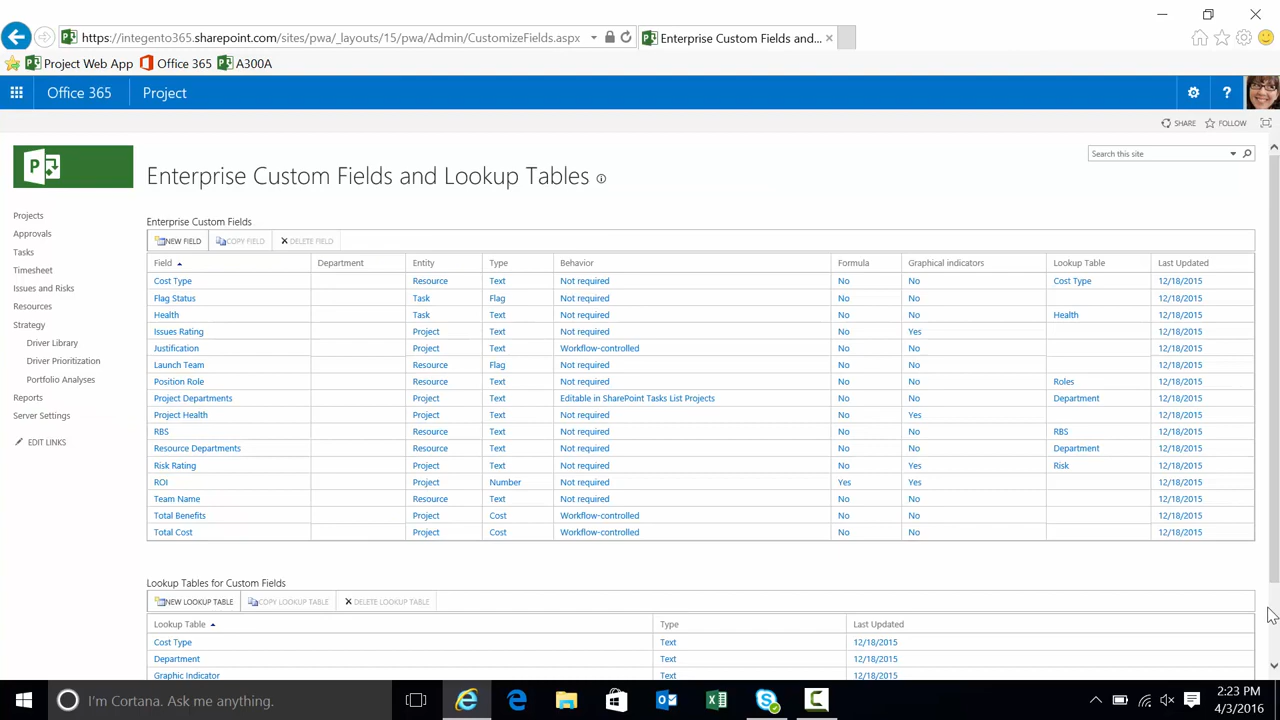 https://integento365.sharepoint.com/sites/pwa/_layouts/15/pwa/Admin/CustomizeFields.aspx
Enterprise Custom Fields and...
Project Web App Office 365 A300A
Office 365 Project ?
SHARE FOLLOW
P
Enterprise Custom Fields and Lookup Tables
Search this site
Projects
Approvals
Tasks
Timesheet
Issues and Risks
Resources
Strategy
Driver Library
Driver Prioritization
Portfolio Analyses
Reports
Server Settings
EDIT LINKS
Enterprise Custom Fields
NEW FIELD COPY FIELD DELETE FIELD
Field Department Entity Type Behavior Formula Graphical indicators Lookup Table Last Updated
Cost Type Resource Text Not required No No Cost Type 12/18/2015
Flag Status Task Flag Not required No No 12/18/2015
Health Task Text Not required No No Health 12/18/2015
Issues Rating Project Text Not required No Yes 12/18/2015
Justification Project Text Workflow-controlled No No 12/18/2015
Launch Team Resource Flag Not required No No 12/18/2015
Position Role Resource Text Not required No No Roles 12/18/2015
Project Departments Project Text Editable in SharePoint Tasks List Projects No No Department 12/18/2015
Project Health Project Text Not required No Yes 12/18/2015
RBS Resource Text Not required No No RBS 12/18/2015
Resource Departments Resource Text Not required No No Department 12/18/2015
Risk Rating Project Text Not required No Yes Risk 12/18/2015
ROI Project Number Not required Yes Yes 12/18/2015
Team Name Resource Text Not required No No 12/18/2015
Total Benefits Project Cost Workflow-controlled No No 12/18/2015
Total Cost Project Cost Workflow-controlled No No 12/18/2015
Lookup Tables for Custom Fields
NEW LOOKUP TABLE COPY LOOKUP TABLE DELETE LOOKUP TABLE
Lookup Table Type Last Updated
Cost Type Text 12/18/2015
Department Text 12/18/2015
Graphic Indicator Text 12/18/2015
I'm Cortana. Ask me anything.
2:23 PM
4/3/2016